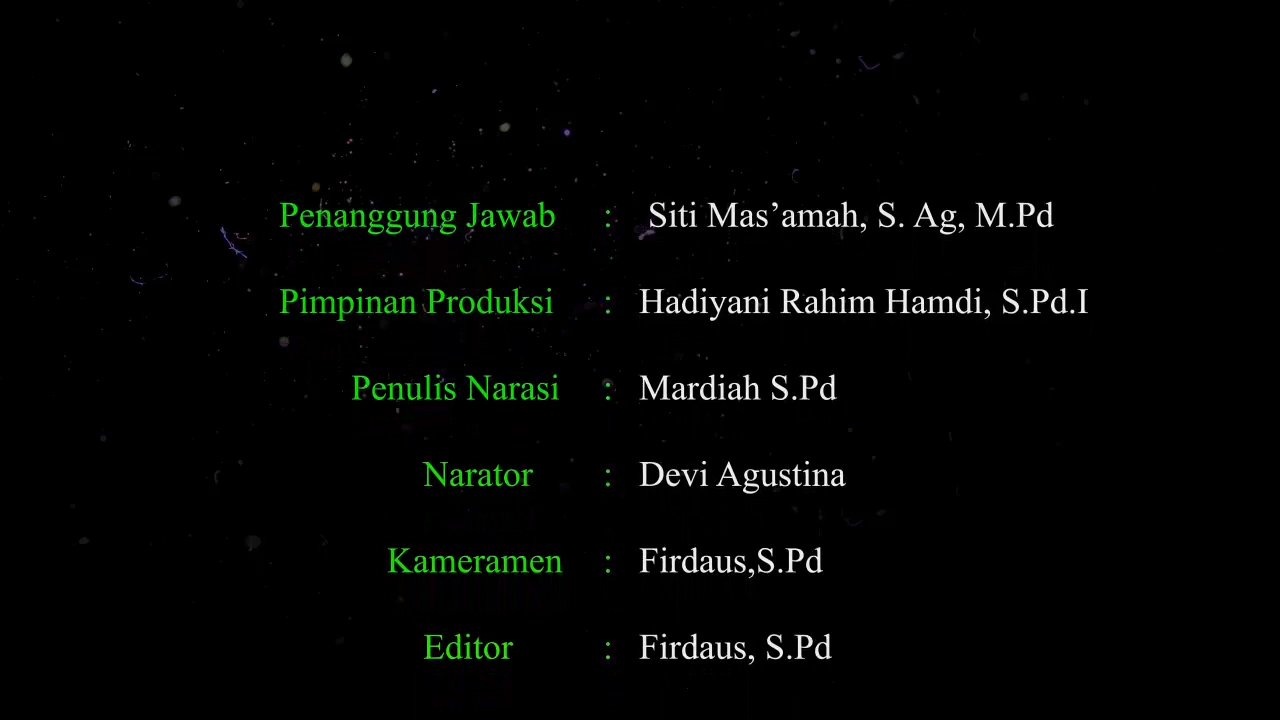 Penanggung Jawab : Siti Mas’amah, S. Ag, M.Pd
Pimpinan Produksi : Hadiyani Rahim Hamdi, S.Pd.I
Penulis Narasi : Mardiah S.Pd
Narator : Devi Agustina
Kameramen : Firdaus,S.Pd
Editor : Firdaus, S.Pd